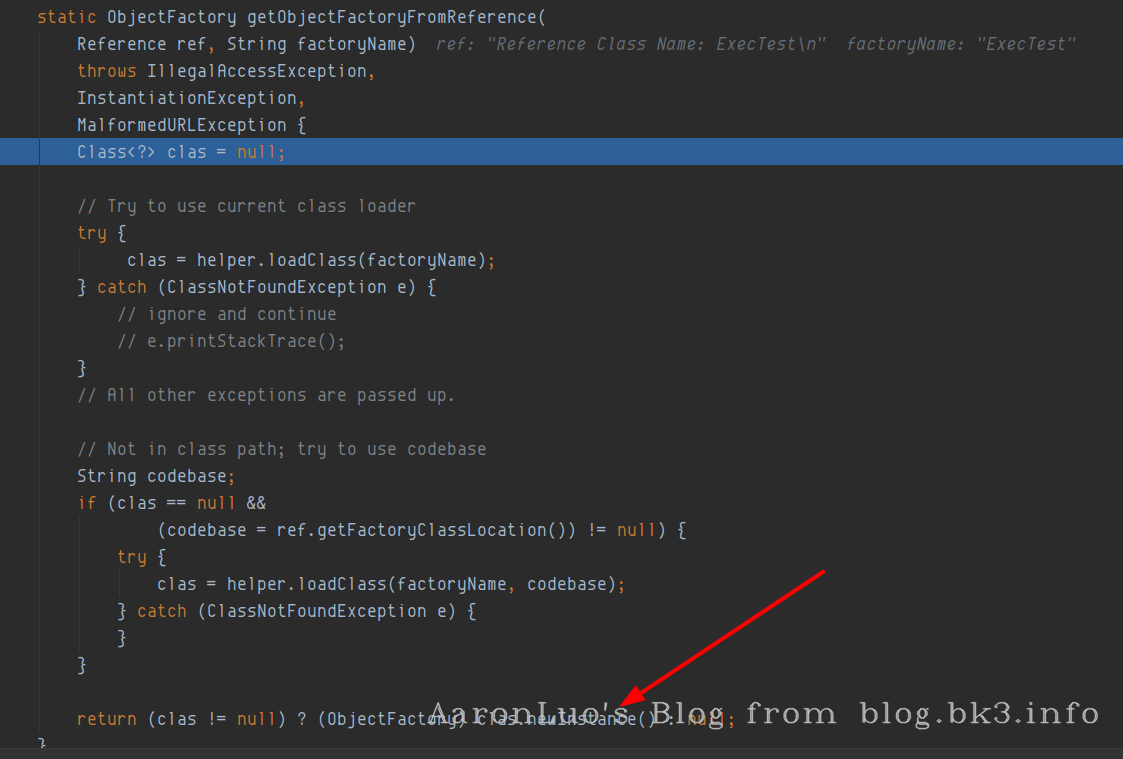 static ObjectFactory getObjectFactoryFromReference(
Reference ref, String factoryName) ref: "Reference Class Name: ExecTest\n" factoryName: "ExecTest"
throws IllegalAccessException,
InstantiationException,
MalformedURLException {
Class<?> clas = null;
// Try to use current class loader
try {
clas = helper.loadClass(factoryName);
} catch (ClassNotFoundException e) {
// ignore and continue
// e.printStackTrace();
}
// All other exceptions are passed up.
// Not in class path; try to use codebase
String codebase;
if (clas == null &&
(codebase = ref.getFactoryClassLocation()) != null) {
try {
clas = helper.loadClass(factoryName, codebase);
} catch (ClassNotFoundException e) {
}
}
return (clas != null) ? (ObjectFactory) clas.newInstance() : null;
AaronLuo's Blog from blog.bk3.info
}